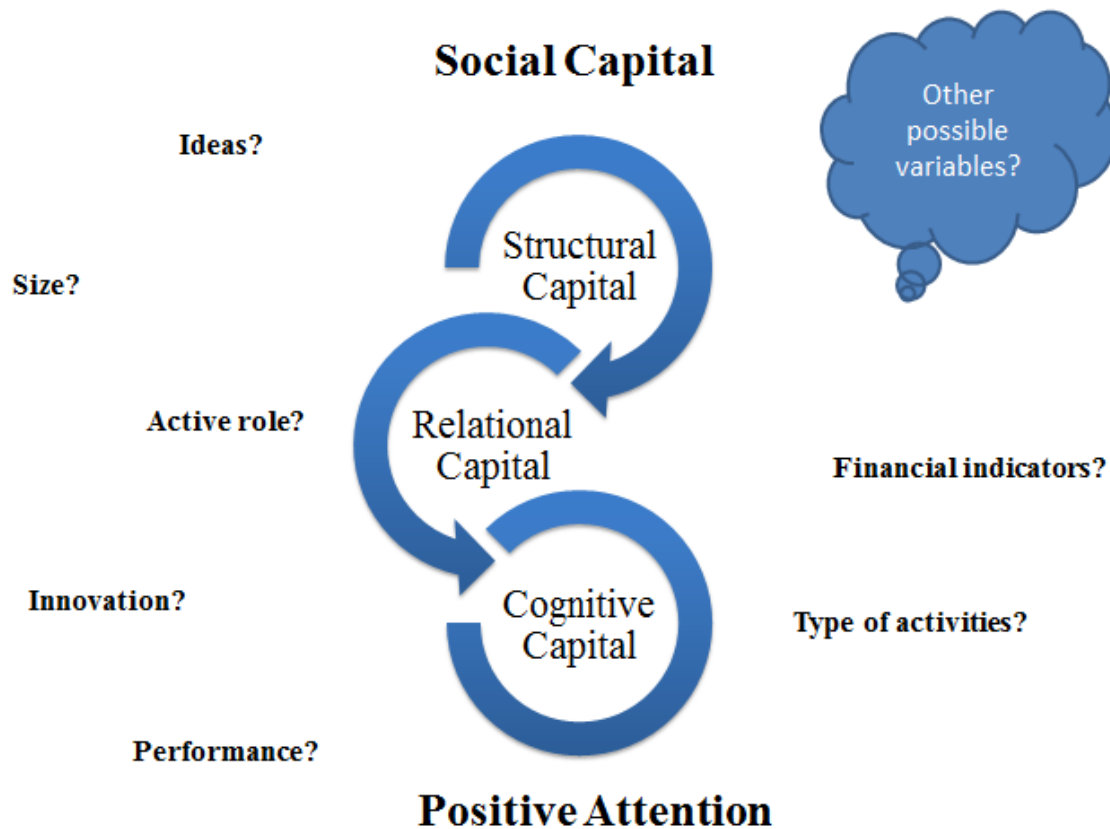 Social Capital
Other
possible
variables?
Ideas?
Structural
Capital
Size?
Active role?
Relational
Capital
Financial indicators?
Innovation?
Cognitive
Capital
Type of activities?
Performance?
Positive Attention